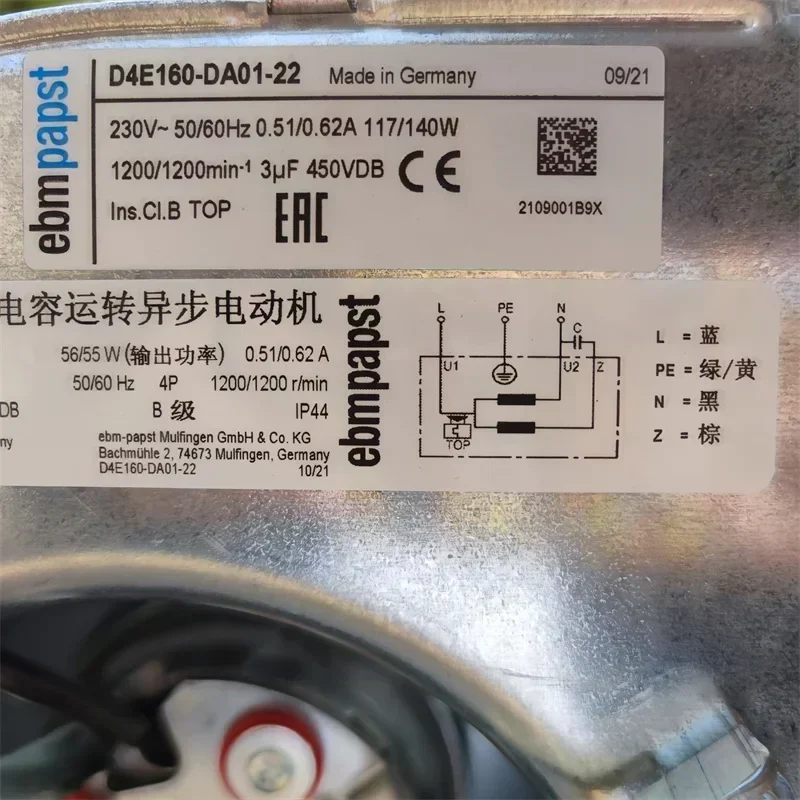 ebmpapst
D4E160-DA01-22 Made in Germany 09/21
230V~ 50/60Hz 0.51/0.62A 117/140W
1200/1200min-¹ 3µF 450VDB CE
Ins.Cl.B TOP EAC 2109001B9X
电容运转异步电动机
56/55 W (输出功率) 0.51/0.62 A
50/60 Hz 4P 1200/1200 r/min
DB B 级 IP44
ny ebm-papst Mulfingen GmbH & Co. KG
Bachmühle 2, 74673 Mulfingen, Germany
D4E160-DA01-22 10/21
ebmpapst
L PE N
C
U1 U2 Z
TOP
L = 蓝
PE = 绿/黄
N = 黑
Z = 棕